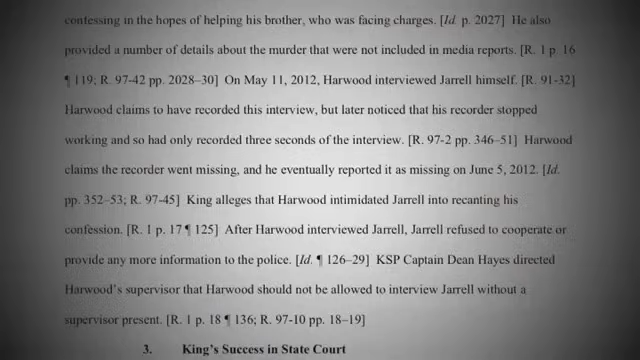 confessing in the hopes of helping his brother, who was facing charges. [Id. p. 2027] He also
provided a number of details about the murder that were not included in media reports. [R. 1 p. 16
¶ 119; R. 97-42 pp. 2028–30] On May 11, 2012, Harwood interviewed Jarrell himself. [R. 91-32]
Harwood claims to have recorded this interview, but later noticed that his recorder stopped
working and so had only recorded three seconds of the interview. [R. 97-2 pp. 346–51] Harwood
claims the recorder went missing, and he eventually reported it as missing on June 5, 2012. [Id.
pp. 352–53; R. 97-45] King alleges that Harwood intimidated Jarrell into recanting his
confession. [R. 1 p. 17 ¶ 125] After Harwood interviewed Jarrell, Jarrell refused to cooperate or
provide any more information to the police. [Id. ¶ 126–29] KSP Captain Dean Hayes directed
Harwood's supervisor that Harwood should not be allowed to interview Jarrell without a
supervisor present. [R. 1 p. 18 ¶ 136; R. 97-10 pp. 18–19]
3. King's Success in State Court